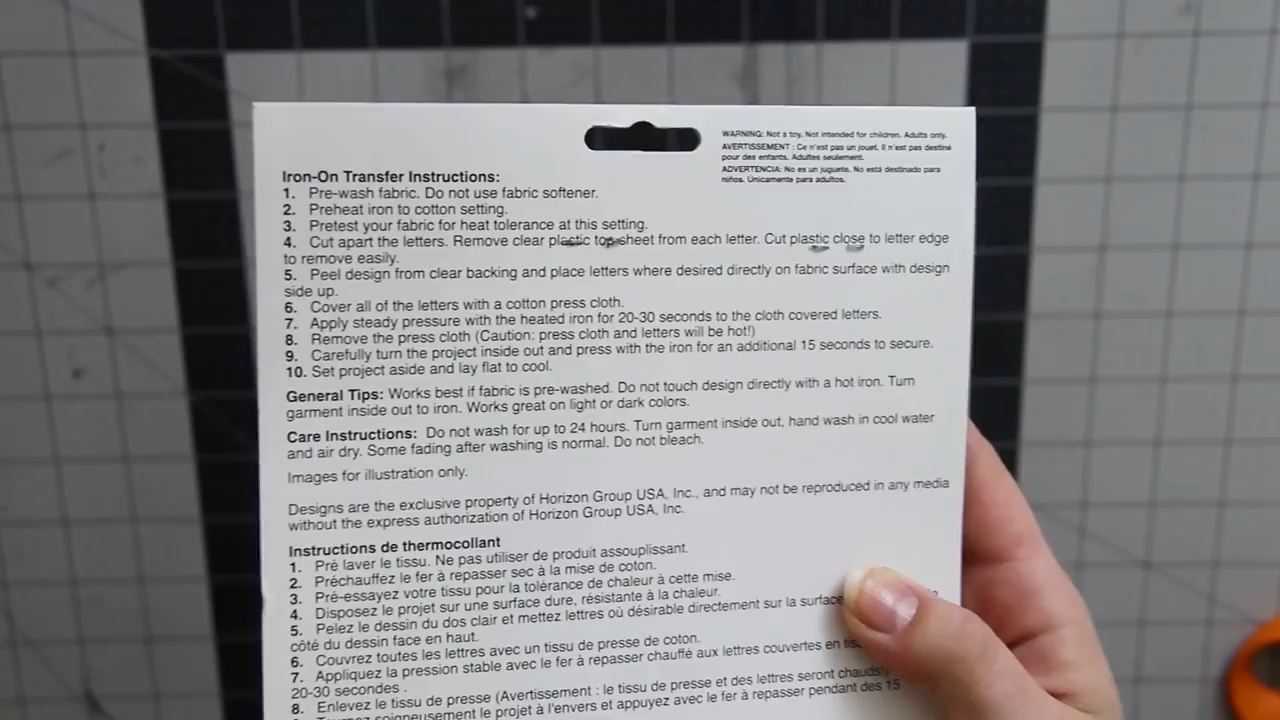 WARNING: Not a toy. Not intended for children. Adults only.
AVERTISSEMENT : Ce n'est pas un jouet. Il n'est pas destiné
pour des enfants. Adultes seulement.
ADVERTENCIA: No es un juguete. No está destinado para
niños. Únicamente para adultos.
Iron-On Transfer Instructions:
1. Pre-wash fabric. Do not use fabric softener.
2. Preheat iron to cotton setting.
3. Pretest your fabric for heat tolerance at this setting.
4. Cut apart the letters. Remove clear plastic top sheet from each letter. Cut plastic close to letter edge
to remove easily.
5. Peel design from clear backing and place letters where desired directly on fabric surface with design
side up.
6. Cover all of the letters with a cotton press cloth.
7. Apply steady pressure with the heated iron for 20-30 seconds to the cloth covered letters.
8. Remove the press cloth (Caution: press cloth and letters will be hot!)
9. Carefully turn the project inside out and press with the iron for an additional 15 seconds to secure.
10. Set project aside and lay flat to cool.
General Tips: Works best if fabric is pre-washed. Do not touch design directly with a hot iron. Turn
garment inside out to iron. Works great on light or dark colors.
Care Instructions: Do not wash for up to 24 hours. Turn garment inside out, hand wash in cool water
and air dry. Some fading after washing is normal. Do not bleach.
Images for illustration only.
Designs are the exclusive property of Horizon Group USA, Inc., and may not be reproduced in any media
without the express authorization of Horizon Group USA, Inc.
Instructions de thermocollant
1. Pré laver le tissu. Ne pas utiliser de produit assouplissant.
2. Préchauffez le fer à repasser sec à la mise de coton.
3. Pré-essayez votre tissu pour la tolérance de chaleur à cette mise.
4. Disposez le projet sur une surface dure, résistante à la chaleur.
5. Pelez le dessin du dos clair et mettez lettres où désirable directement sur la surface
côté du dessin face en haut.
6. Couvrez toutes les lettres avec un tissu de presse de coton.
7. Appliquez la pression stable avec le fer à repasser chauffé aux lettres couvertes en
20-30 secondes .
8. Enlevez le tissu de presse (Avertissement : le tissu de presse et des lettres seront chauds!)
soigneusement le projet à l'envers et appuyez avec le fer à repasser pendant des 15